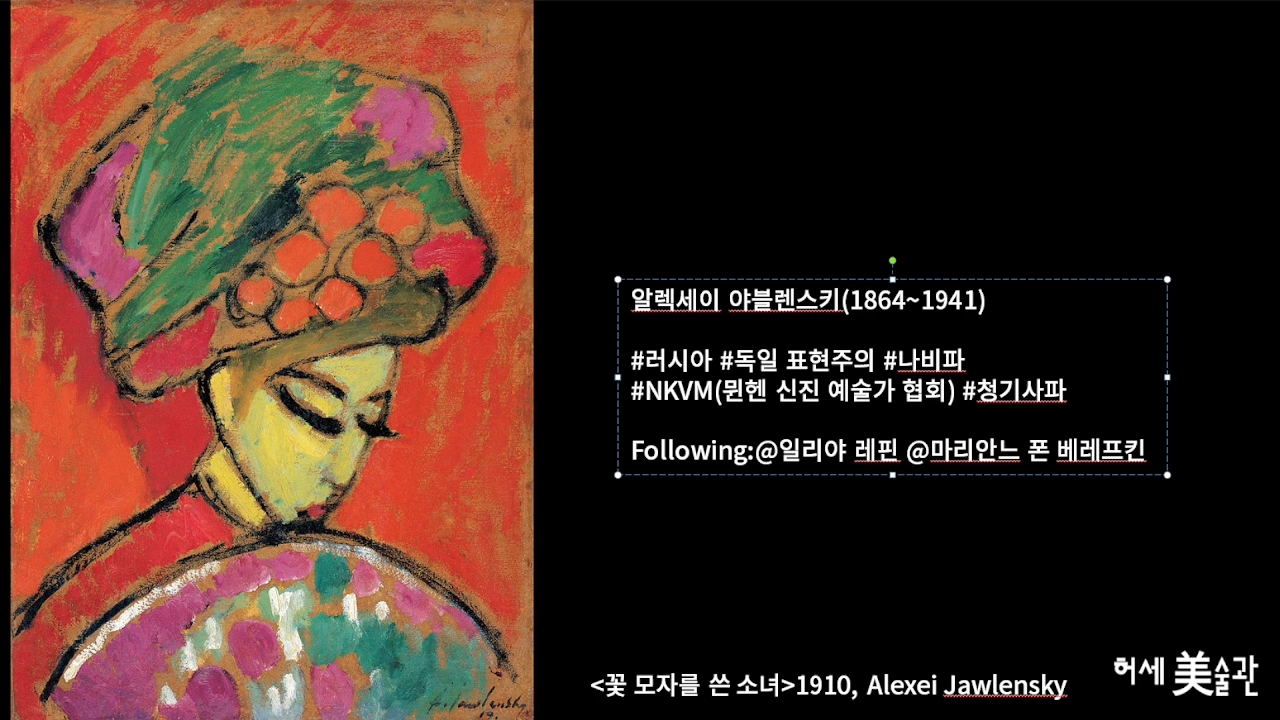 알렉세이 야블렌스키(1864~1941)
#러시아 #독일 표현주의 #나비파
#NKVM(뮌헨 신진 예술가 협회) #청기사파
Following:@일리야 레핀 @마리안느 폰 베레프킨
<꽃 모자를 쓴 소녀>1910, Alexei Jawlensky
허세 美술관